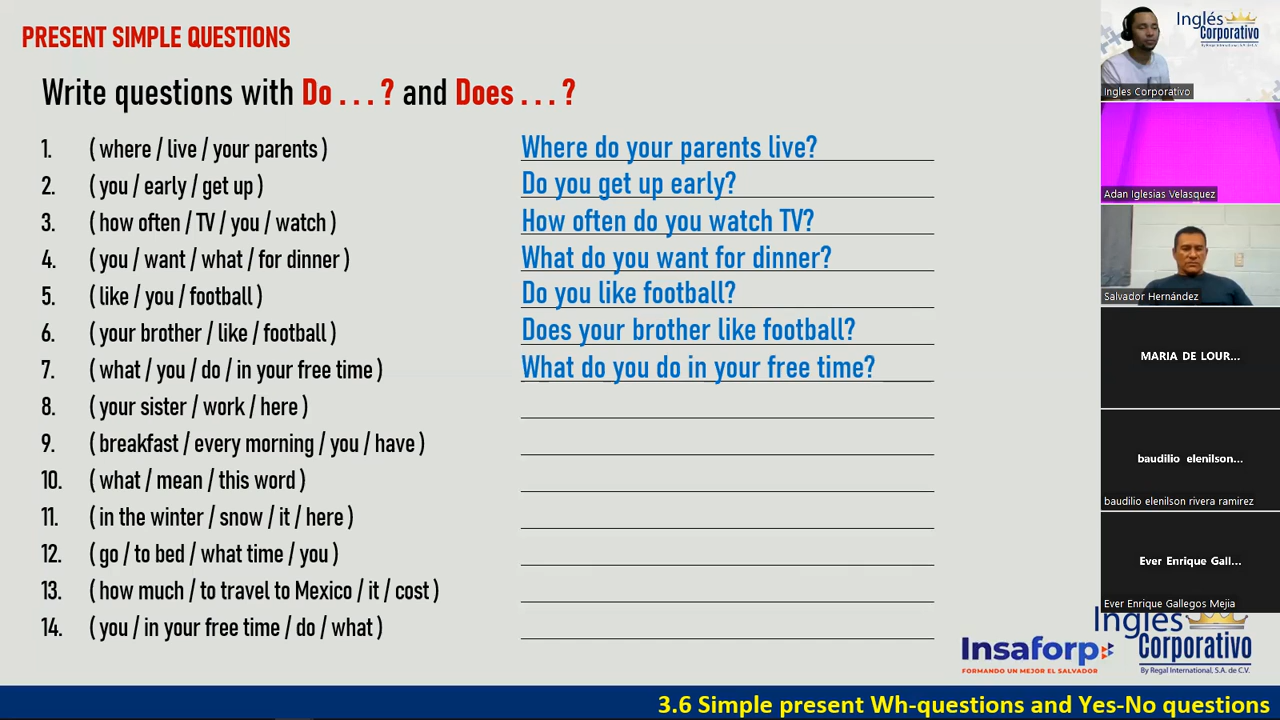 PRESENT SIMPLE QUESTIONS
Write questions with Do . . . ? and Does . . . ?
1. ( where / live / your parents ) Where do your parents live?
2. ( you / early / get up ) Do you get up early?
3. ( how often / TV / you / watch ) How often do you watch TV?
4. ( you / want / what / for dinner ) What do you want for dinner?
5. ( like / you / football ) Do you like football?
6. ( your brother / like / football ) Does your brother like football?
7. ( what / you / do / in your free time ) What do you do in your free time?
8. ( your sister / work / here )
9. ( breakfast / every morning / you / have )
10. ( what / mean / this word )
11. ( in the winter / snow / it / here )
12. ( go / to bed / what time / you )
13. ( how much / to travel to Mexico / it / cost )
14. ( you / in your free time / do / what )
Inglés
Corporativo
By Regal International, S.A. de C.V.
Ingles Corporativo
Adan Iglesias Velasquez
Salvador Hernández
MARIA DE LOUR...
baudilio elenilson...
baudilio elenilson rivera ramirez
Ever Enrique Gall...
Ever Enrique Gallegos Mejia
Insaforp
FORMANDO UN MEJOR EL SALVADOR
Inglés
Corporativo
By Regal International, S.A. de C.V.
3.6 Simple present Wh-questions and Yes-No questions